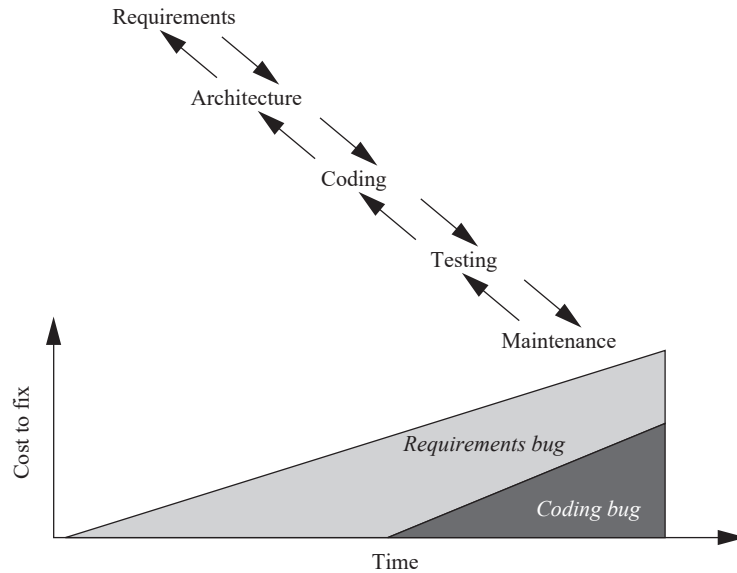 Requirements
Architecture
Coding
Testing
Maintenance
Cost to fix
Requirements bug
Coding bug
Time